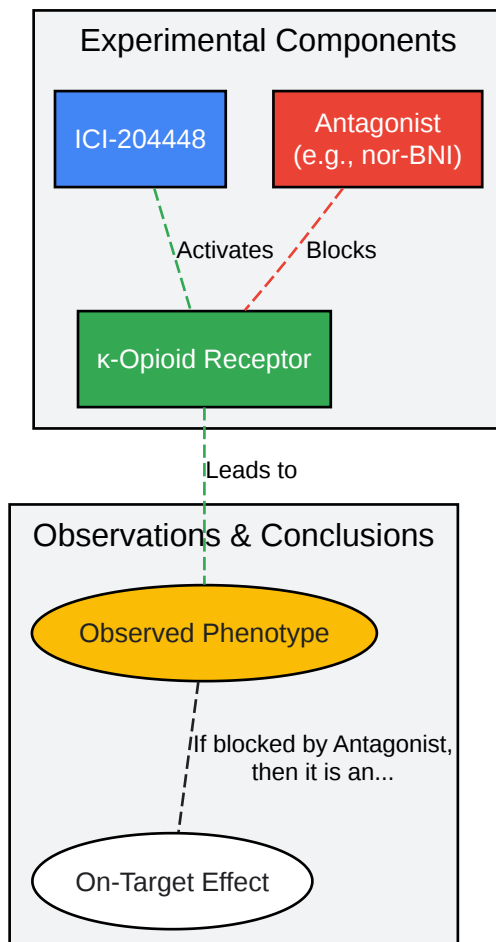 Experimental Components
ICI-204448
Antagonist
(e.g., nor-BNI)
Activates
Blocks
κ-Opioid Receptor
Leads to
Observations & Conclusions
Observed Phenotype
If blocked by Antagonist,
then it is an...
On-Target Effect